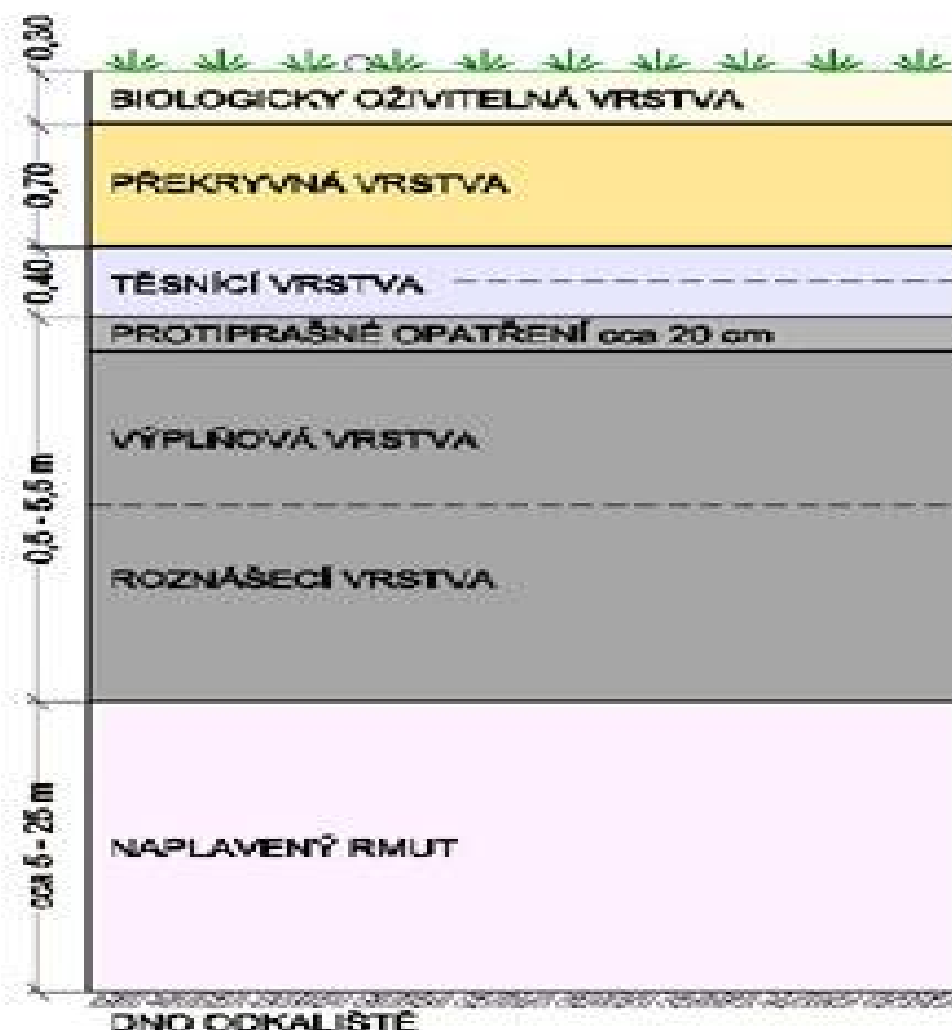 0,30
BIOLOGICKY OŽIVITELNÁ VRSTVA
0,70
PŘEKRYVNÁ VRSTVA
0,40
TĚSNÍCÍ VRSTVA
PROTIPRAŠNÉ OPATŘENÍ cca 20 cm
VÝPLŇOVÁ VRSTVA
0,5 - 5,5 m
ROZNÁŠECÍ VRSTVA
cca 5 - 25 m
NAPLAVENÝ RMUT
DNO ODKALIŠTĚ